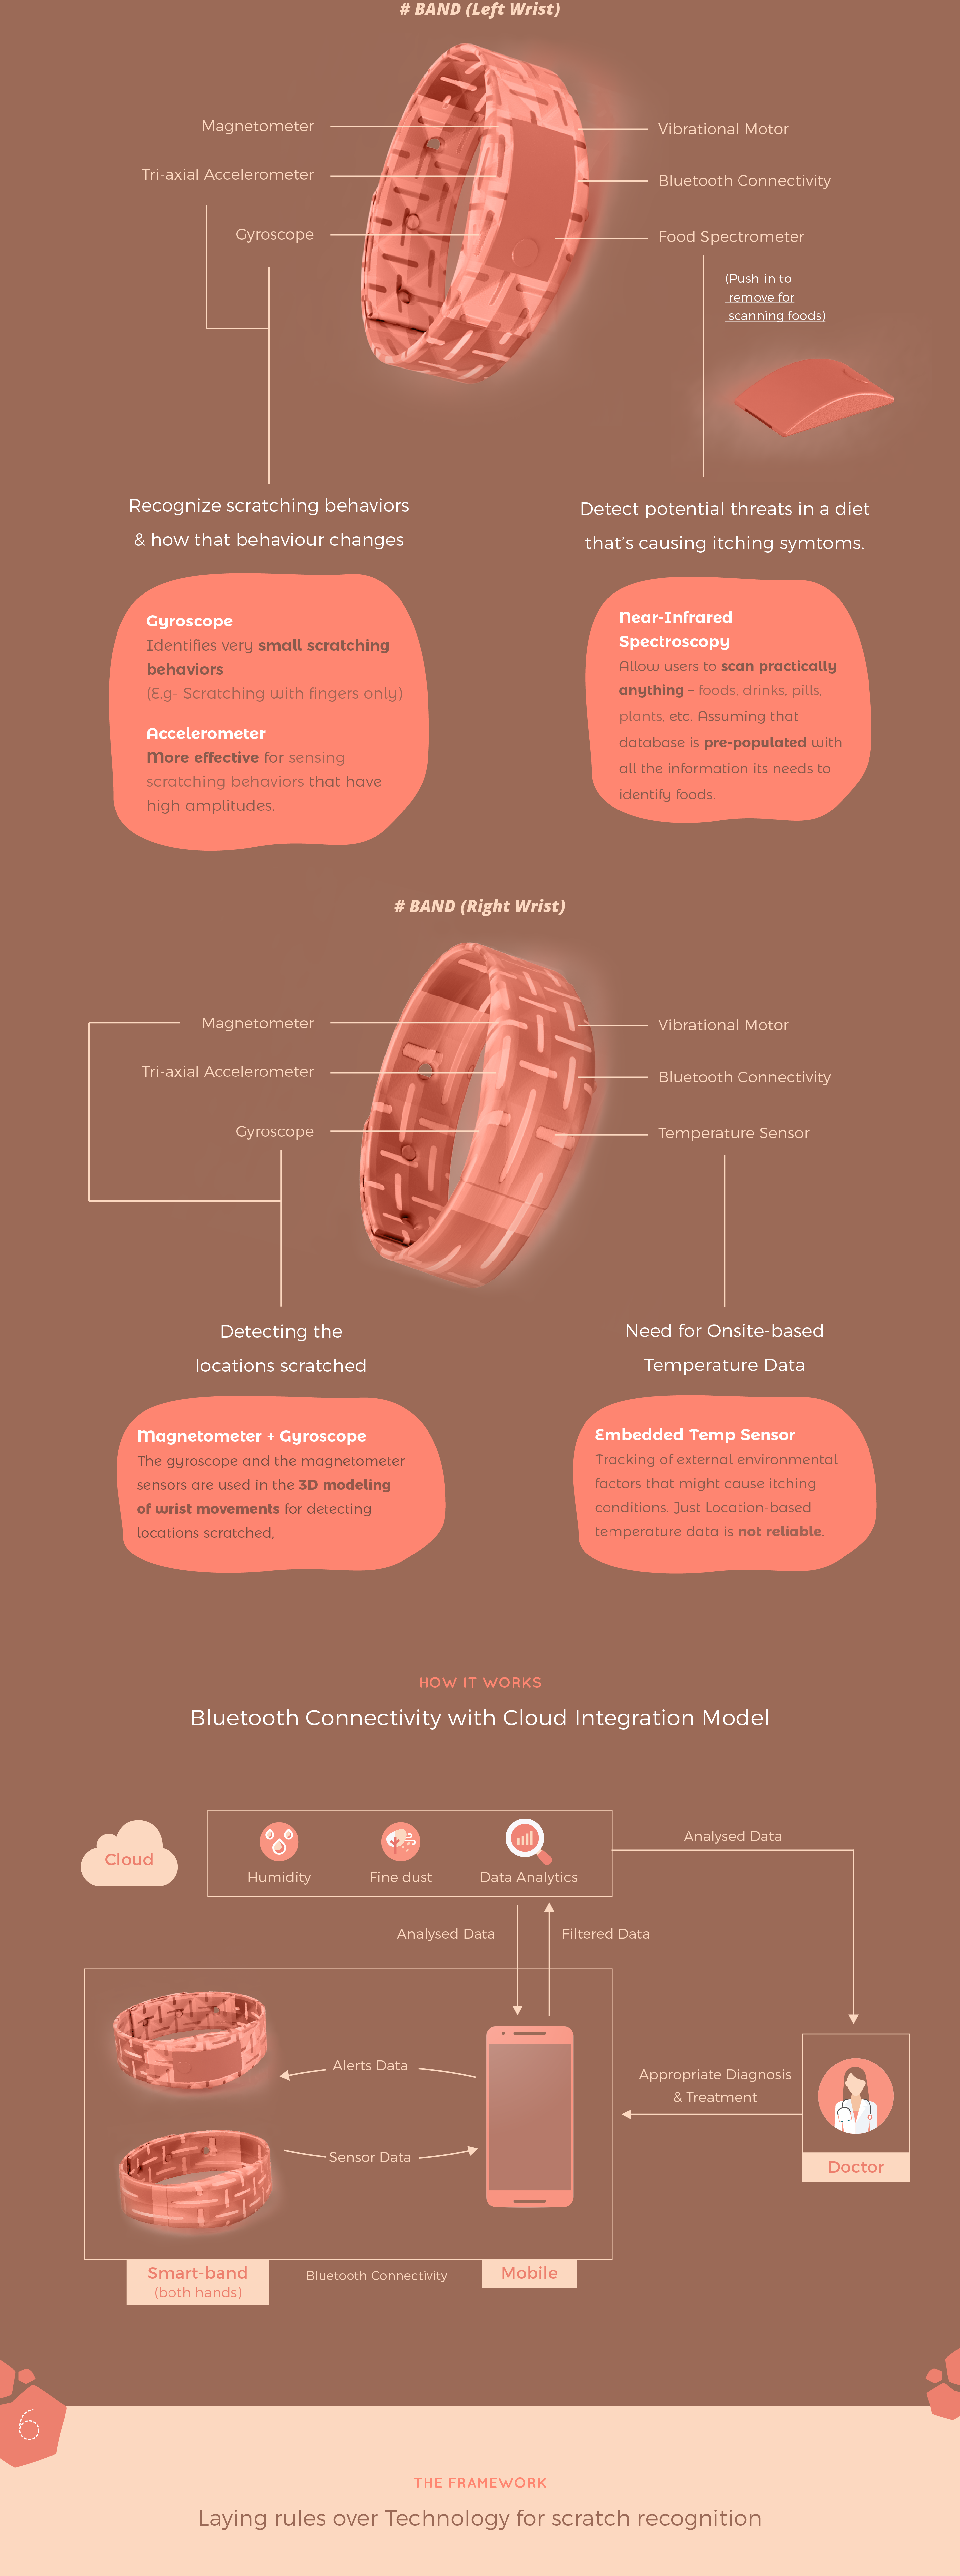 # BAND (Left Wrist)
Magnetometer
Tri-axial Accelerometer
Gyroscope
Vibrational Motor
Bluetooth Connectivity
Food Spectrometer
(Push-in to
remove for
scanning foods)
Recognize scratching behaviors
& how that behaviour changes
Detect potential threats in a diet
that's causing itching symtoms.
Gyroscope
Identifies very small scratching
behaviors
(E.g- Scratching with fingers only)
Accelerometer
More effective for sensing
scratching behaviors that have
high amplitudes.
Near-Infrared
Spectroscopy
Allow users to scan practically
anything – foods, drinks, pills,
plants, etc. Assuming that
database is pre-populated with
all the information its needs to
identify foods.
# BAND (Right Wrist)
Magnetometer
Tri-axial Accelerometer
Gyroscope
Vibrational Motor
Bluetooth Connectivity
Temperature Sensor
Detecting the
locations scratched
Need for Onsite-based
Temperature Data
Magnetometer + Gyroscope
The gyroscope and the magnetometer
sensors are used in the 3D modeling
of wrist movements for detecting
locations scratched.
Embedded Temp Sensor
Tracking of external environmental
factors that might cause itching
conditions. Just Location-based
temperature data is not reliable.
HOW IT WORKS
Bluetooth Connectivity with Cloud Integration Model
Cloud
Humidity
Fine dust
Data Analytics
Analysed Data
Analysed Data
Filtered Data
Alerts Data
Sensor Data
Appropriate Diagnosis
& Treatment
Doctor
Smart-band
(both hands)
Bluetooth Connectivity
Mobile
6
THE FRAMEWORK
Laying rules over Technology for scratch recognition